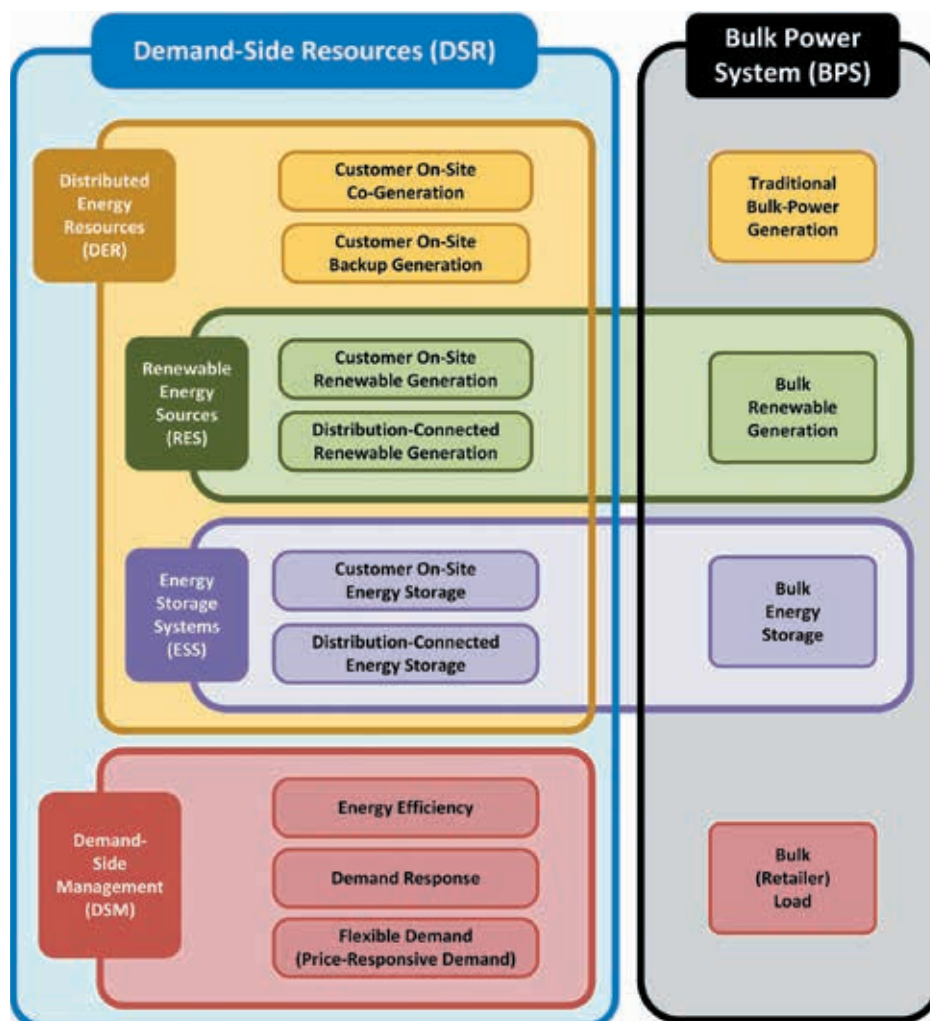 Demand-Side Resources (DSR)
Bulk Power
System (BPS)
Distributed
Energy
Resources
(DER)
Customer On-Site
Co-Generation
Customer On-Site
Backup Generation
Traditional
Bulk-Power
Generation
Renewable
Energy
Sources
(RES)
Customer On-Site
Renewable Generation
Distribution-Connected
Renewable Generation
Bulk
Renewable
Generation
Energy
Storage
Systems
(ESS)
Customer On-Site
Energy Storage
Distribution-Connected
Energy Storage
Bulk
Energy
Storage
Demand-
Side
Management
(DSM)
Energy Efficiency
Demand Response
Flexible Demand
(Price-Responsive Demand)
Bulk
(Retailer)
Load